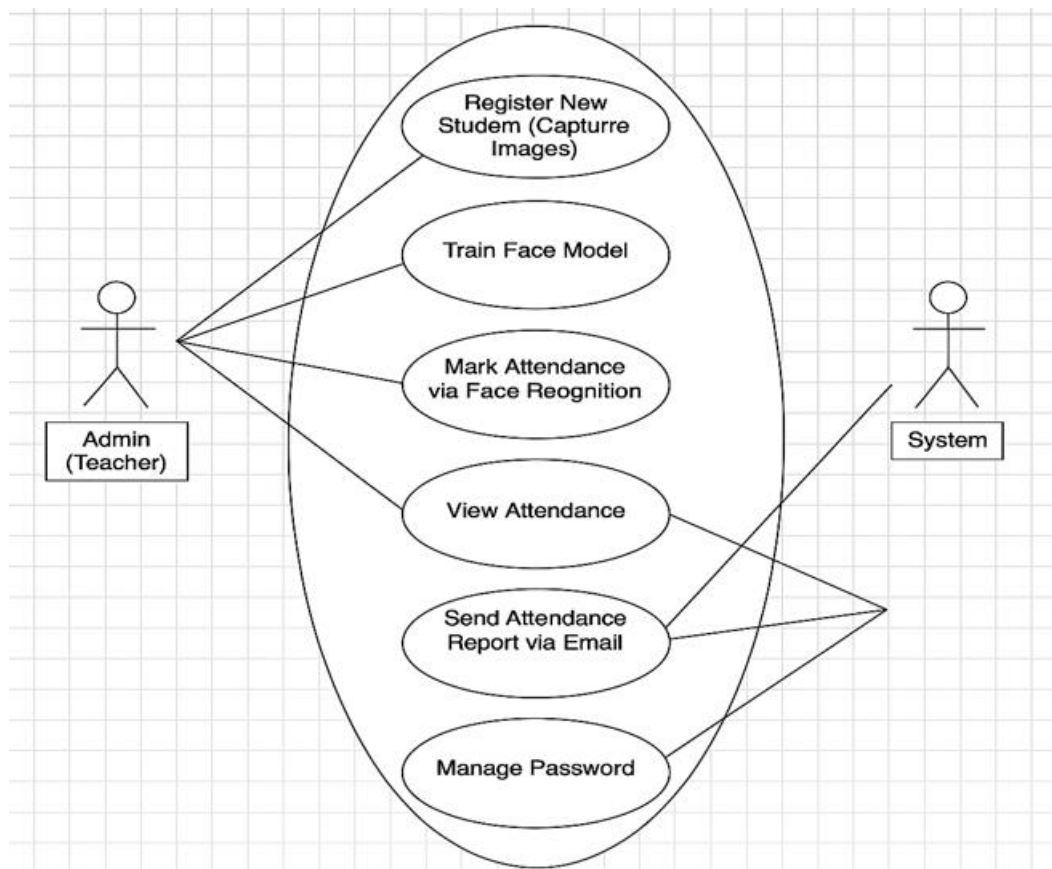 Register New
Studem (Capturre
Images)
Train Face Model
Mark Attendance
via Face Reognition
Admin
(Teacher)
System
View Attendance
Send Attendance
Report via Email
Manage Password